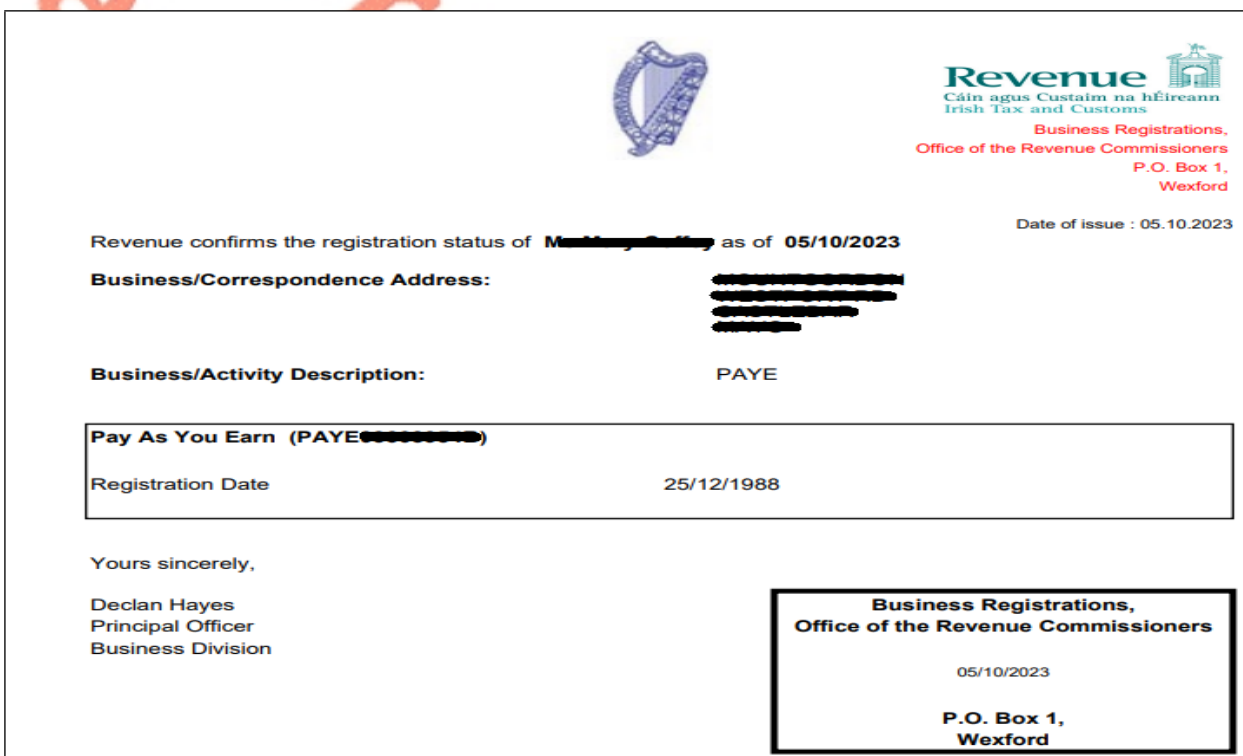 Revenue
Cáin agus Custaim na hÉireann
Irish Tax and Customs
Business Registrations,
Office of the Revenue Commissioners
P.O. Box 1,
Wexford
Date of issue : 05.10.2023
Revenue confirms the registration status of as of 05/10/2023
Business/Correspondence Address:
Business/Activity Description: PAYE
Pay As You Earn (PAYE )
Registration Date 25/12/1988
Yours sincerely,
Declan Hayes
Principal Officer
Business Division
Business Registrations,
Office of the Revenue Commissioners
05/10/2023
P.O. Box 1,
Wexford